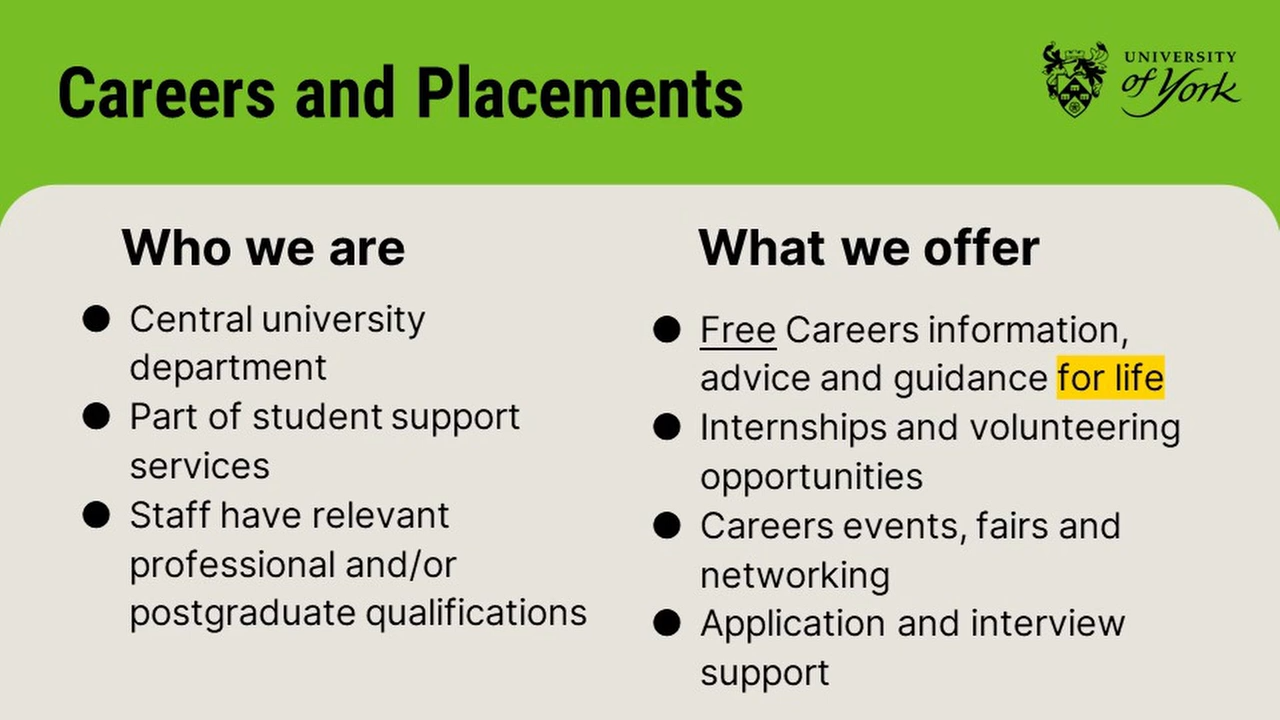 Careers and Placements
UNIVERSITY
of York
Who we are
● Central university
department
● Part of student support
services
● Staff have relevant
professional and/or
postgraduate qualifications
What we offer
● Free Careers information,
advice and guidance for life
● Internships and volunteering
opportunities
● Careers events, fairs and
networking
● Application and interview
support